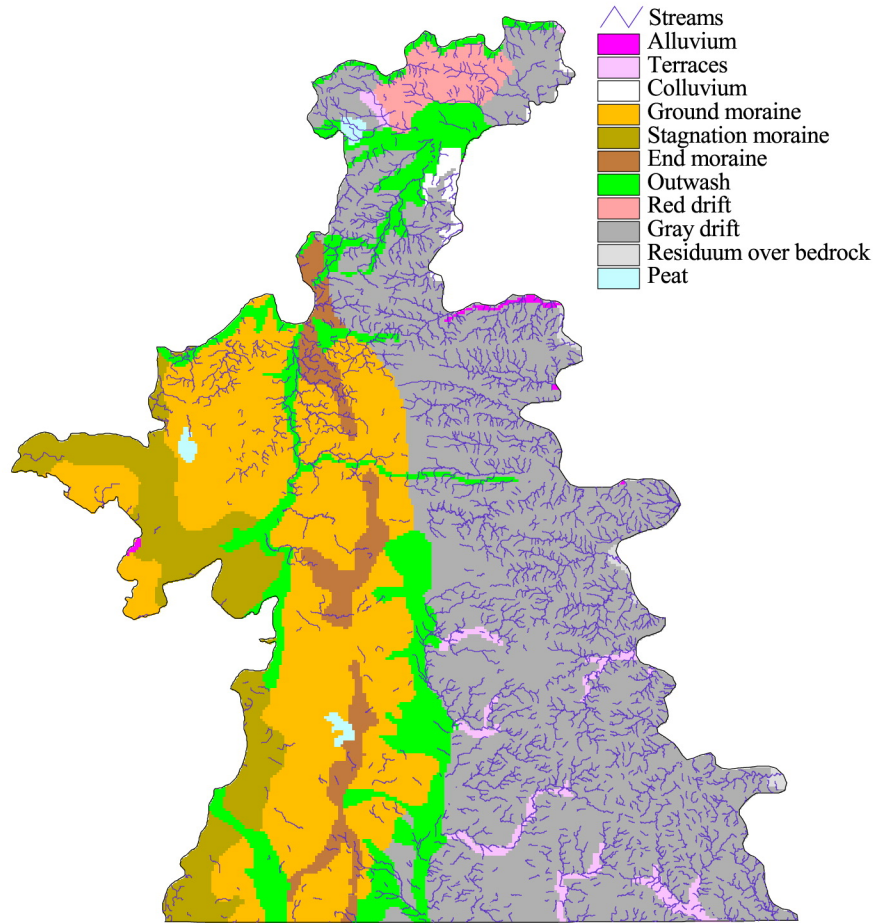 Streams
Alluvium
Terraces
Colluvium
Ground moraine
Stagnation moraine
End moraine
Outwash
Red drift
Gray drift
Residuum over bedrock
Peat